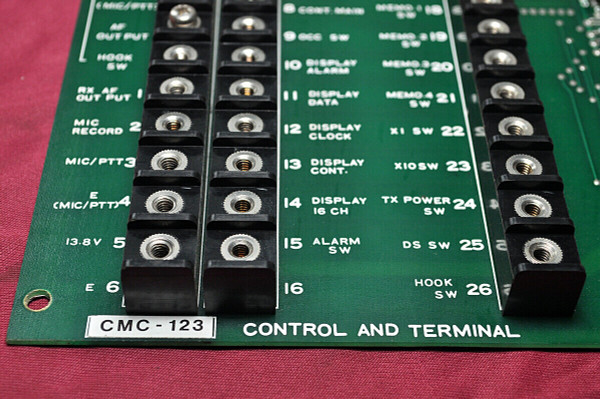 (MIC/PTT)
AF
OUT PUT
HOOK
SW
RX AF
OUT PUT 1
MIC
RECORD 2
MIC/PTT 3
E
(MIC/PTT) 4
13.8V 5
E 6
8 CONT. MAIN
9 OCC SW
10 DISPLAY
ALARM
11 DISPLAY
DATA
12 DISPLAY
CLOCK
13 DISPLAY
CONT.
14 DISPLAY
16 CH
15 ALARM
SW
16
MEMO.1 18
SW
MEMO.2 19
SW
MEMO.3 20
SW
MEMO.4 21
SW
X1 SW 22
X10 SW 23
TX POWER 24
SW
DS SW 25
HOOK 26
SW
CMC-123
CONTROL AND TERMINAL